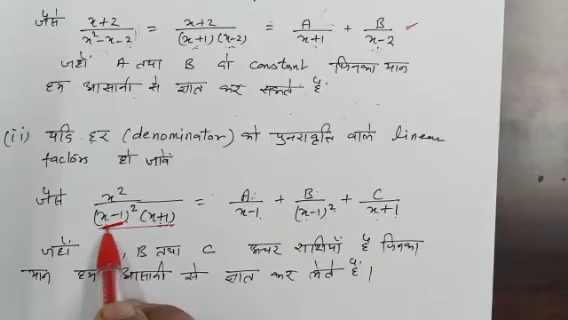 जैसे x+2 / x²-x-2 = x+2 / (x+1)(x-2) = A / x+1 + B / x-2
जहाँ A तथा B दो constant जिनका मान
हम आसानी से ज्ञात कर सकते हैं
(ii) यदि हर (denominator) को पुनरावृत्ति वाले linear
factors हो जावें
जैसे x² / (x-1)²(x+1) = A / x-1 + B / (x-1)² + C / x+1
जहाँ , B तथा C अचर राशियाँ हैं जिनका
मान हम आसानी से ज्ञात कर लेते हैं।